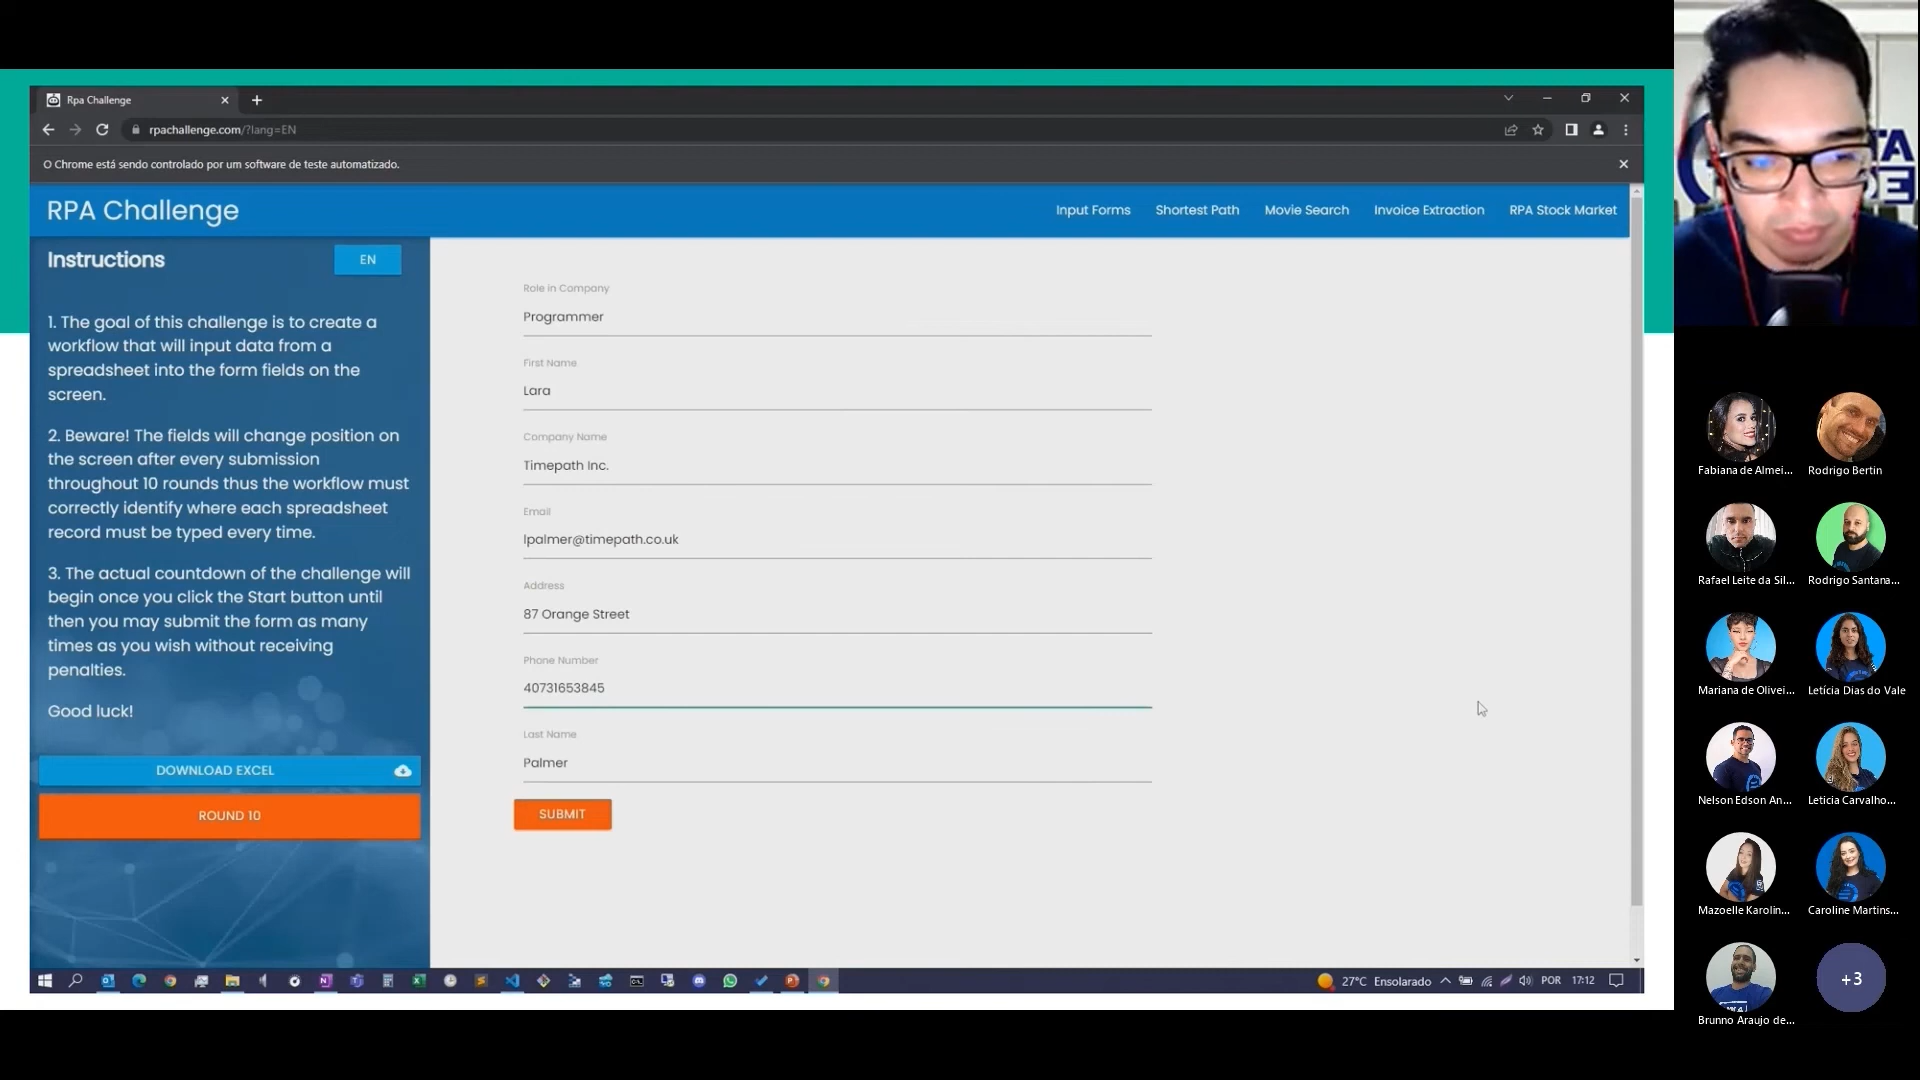 Rpa Challenge
rpachallenge.com/?lang=EN
O Chrome está sendo controlado por um software de teste automatizado.
RPA Challenge
Input Forms
Shortest Path
Movie Search
Invoice Extraction
RPA Stock Market
Instructions
EN
1. The goal of this challenge is to create a
workflow that will input data from a
spreadsheet into the form fields on the
screen.
2. Beware! The fields will change position on
the screen after every submission
throughout 10 rounds thus the workflow must
correctly identify where each spreadsheet
record must be typed every time.
3. The actual countdown of the challenge will
begin once you click the Start button until
then you may submit the form as many
times as you wish without receiving
penalties.
Good luck!
DOWNLOAD EXCEL
ROUND 10
Role in Company
Programmer
First Name
Lara
Company Name
Timepath Inc.
Email
lpalmer@timepath.co.uk
Address
87 Orange Street
Phone Number
40731653845
Last Name
Palmer
SUBMIT
27°C Ensolarado
POR
17:12
TA
DE
Fabiana de Almei...
Rodrigo Bertin
Rafael Leite da Sil...
Rodrigo Santana...
Mariana de Olivei...
Letícia Dias do Vale
Nelson Edson An...
Leticia Carvalho...
Mazoelle Karolin...
Caroline Martins...
Brunno Araujo de...
+3